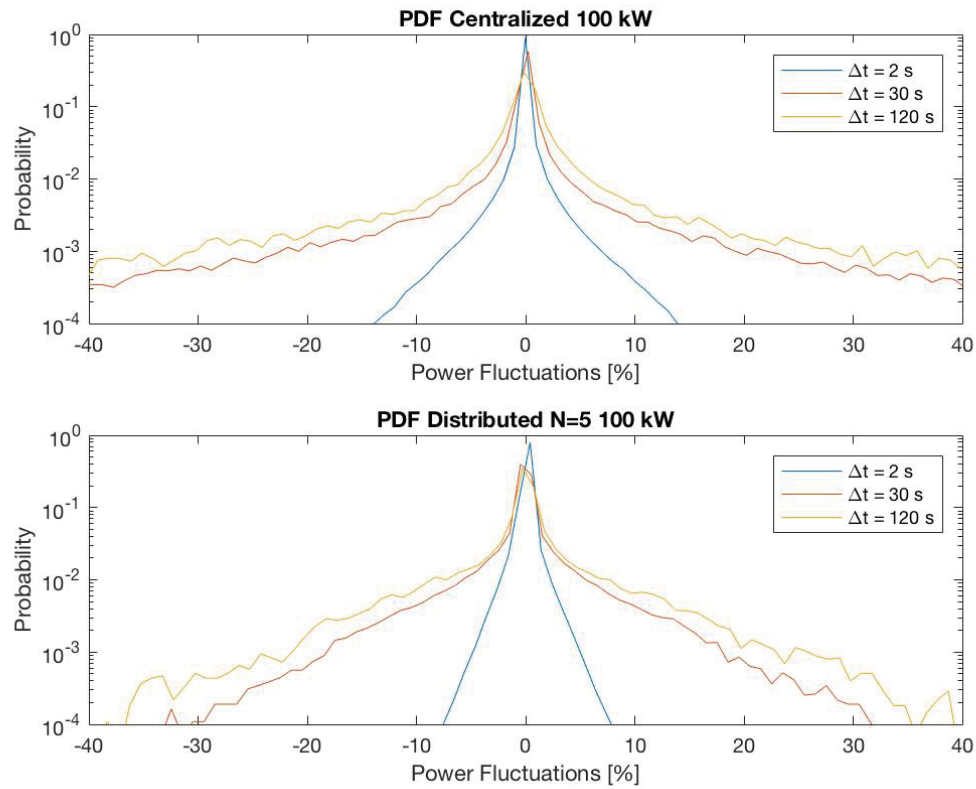 PDF Centralized 100 kW
10^0
10^-1
10^-2
10^-3
10^-4
Probability
Δt = 2 s
Δt = 30 s
Δt = 120 s
-40 -30 -20 -10 0 10 20 30 40
Power Fluctuations [%]
PDF Distributed N=5 100 kW
10^0
10^-1
10^-2
10^-3
10^-4
Probability
Δt = 2 s
Δt = 30 s
Δt = 120 s
-40 -30 -20 -10 0 10 20 30 40
Power Fluctuations [%]